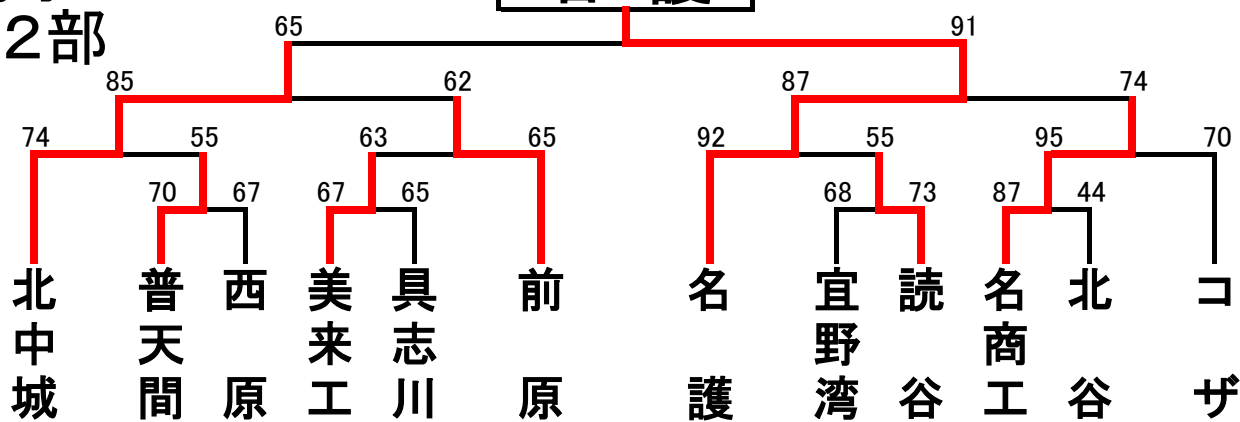 ２部
65 91
85 62 87 74
74 55 63 65 92 55 95 70
70 67 67 65 68 73 87 44
北中城
普天間
西原
美来工
具志川
前原
名護
宜野湾
読谷
名商工
北谷
コザ